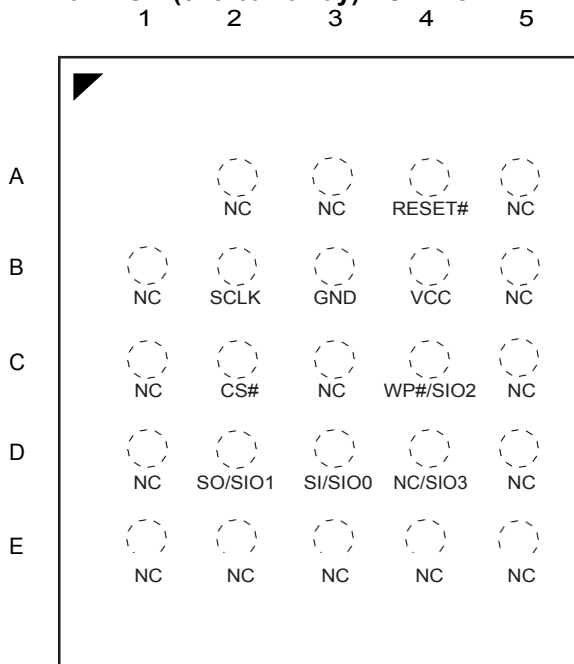 1 2 3 4 5
A
NC NC RESET# NC
B
NC SCLK GND VCC NC
C
NC CS# NC WP#/SIO2 NC
D
NC SO/SIO1 SI/SIO0 NC/SIO3 NC
E
NC NC NC NC NC